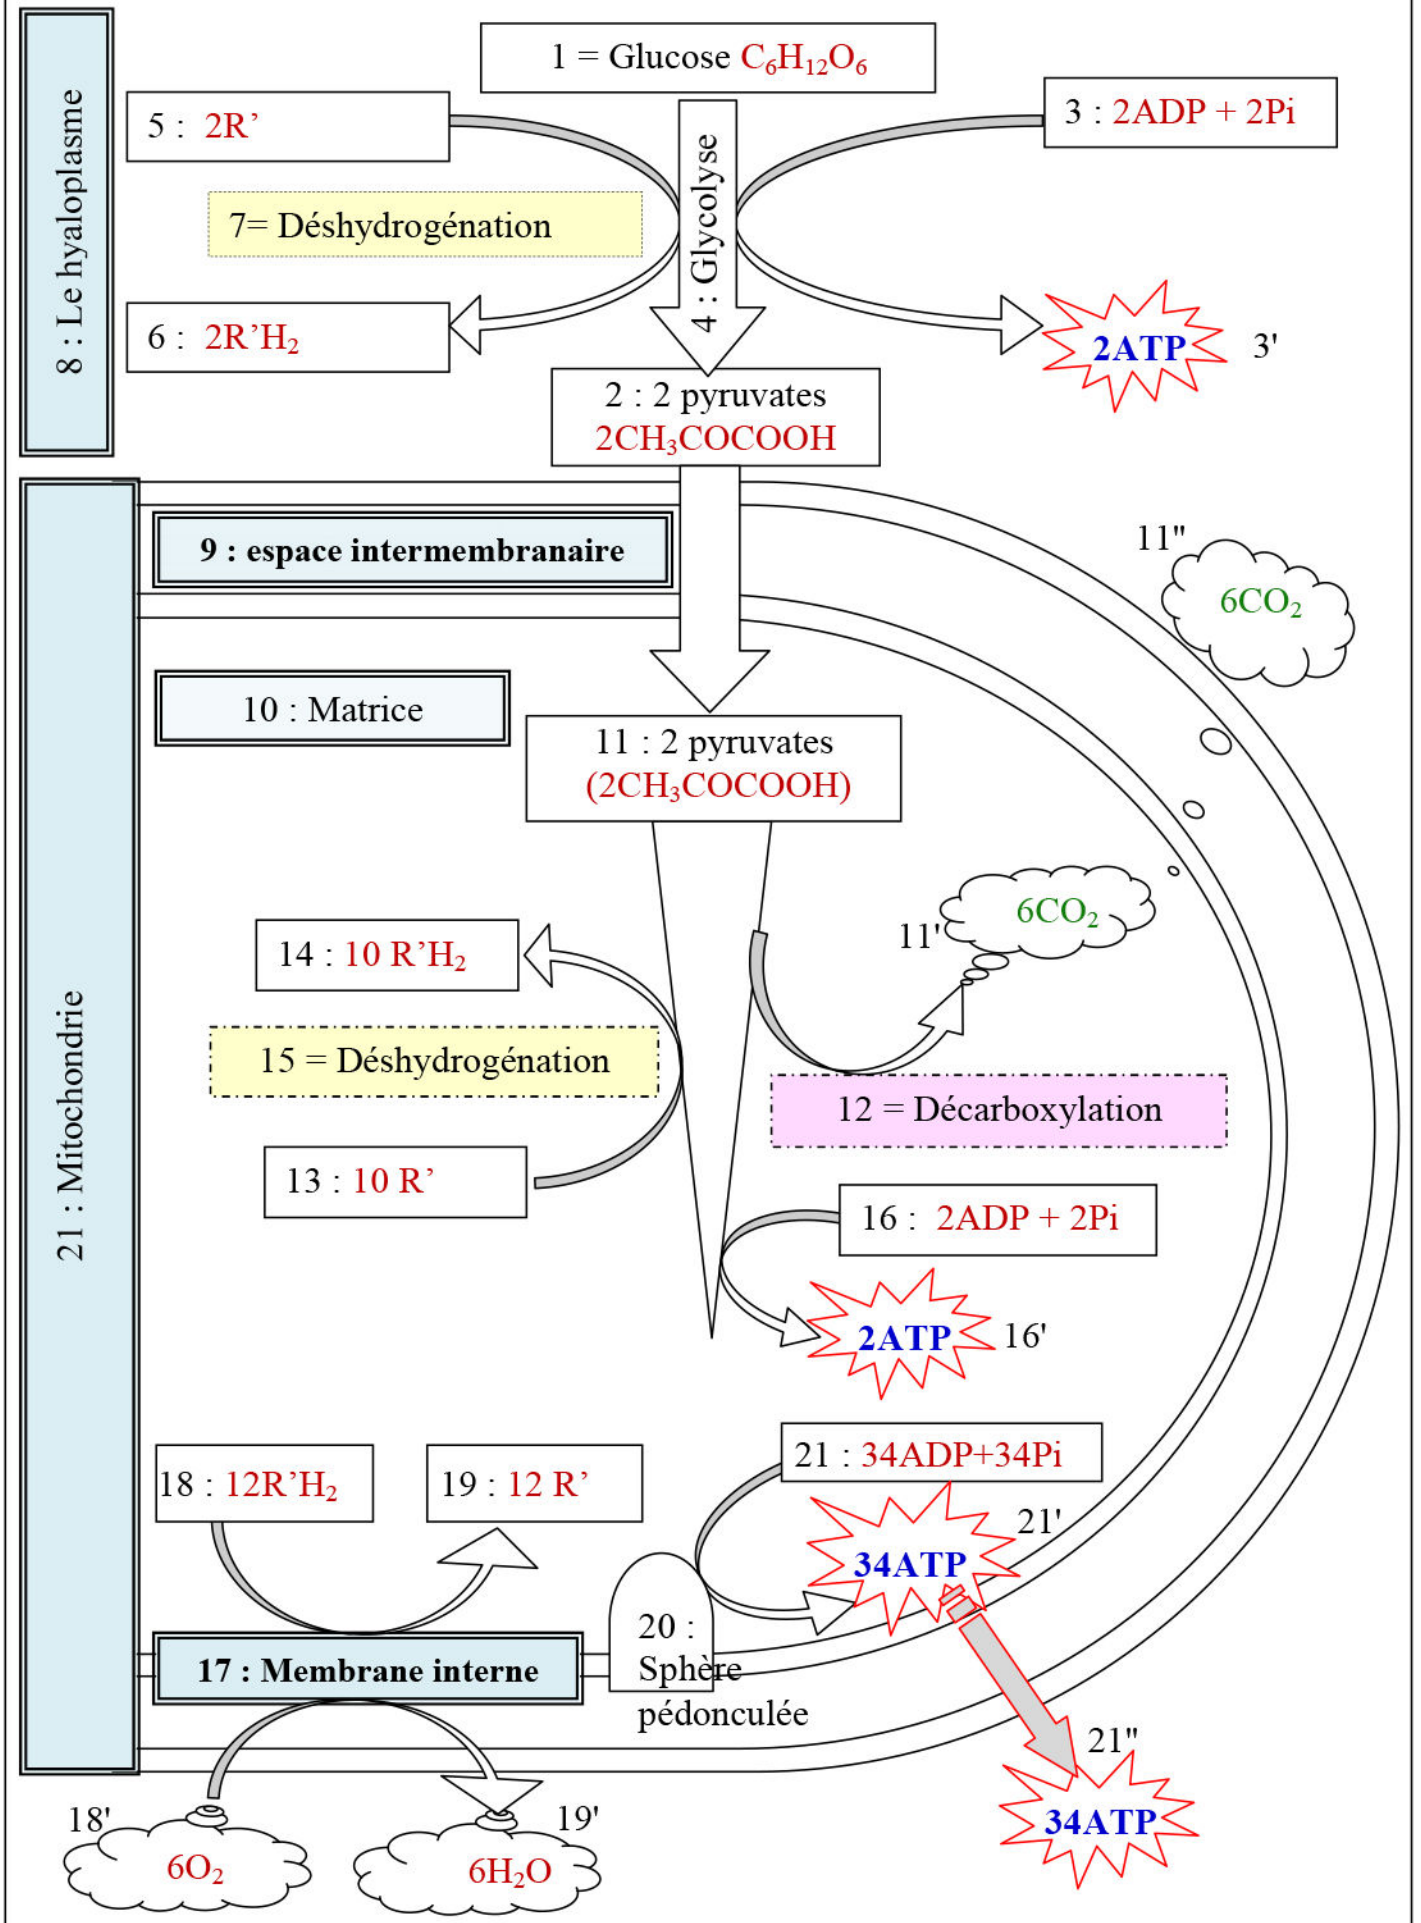 1 = Glucose C₆H₁₂O₆
5 : 2R’
3 : 2ADP + 2Pi
7= Déshydrogénation
4 : Glycolyse
8 : Le hyaloplasme
6 : 2R’H₂
2ATP
3'
2 : 2 pyruvates
2CH₃COCOOH
9 : espace intermembranaire
11"
6CO₂
10 : Matrice
11 : 2 pyruvates
(2CH₃COCOOH)
14 : 10 R’H₂
11'
6CO₂
15 = Déshydrogénation
12 = Décarboxylation
21 : Mitochondrie
13 : 10 R’
16 : 2ADP + 2Pi
2ATP
16'
18 : 12R’H₂
19 : 12 R’
21 : 34ADP+34Pi
21'
34ATP
20 :
Sphère
pédonculée
17 : Membrane interne
21"
34ATP
18'
6O₂
19'
6H₂O